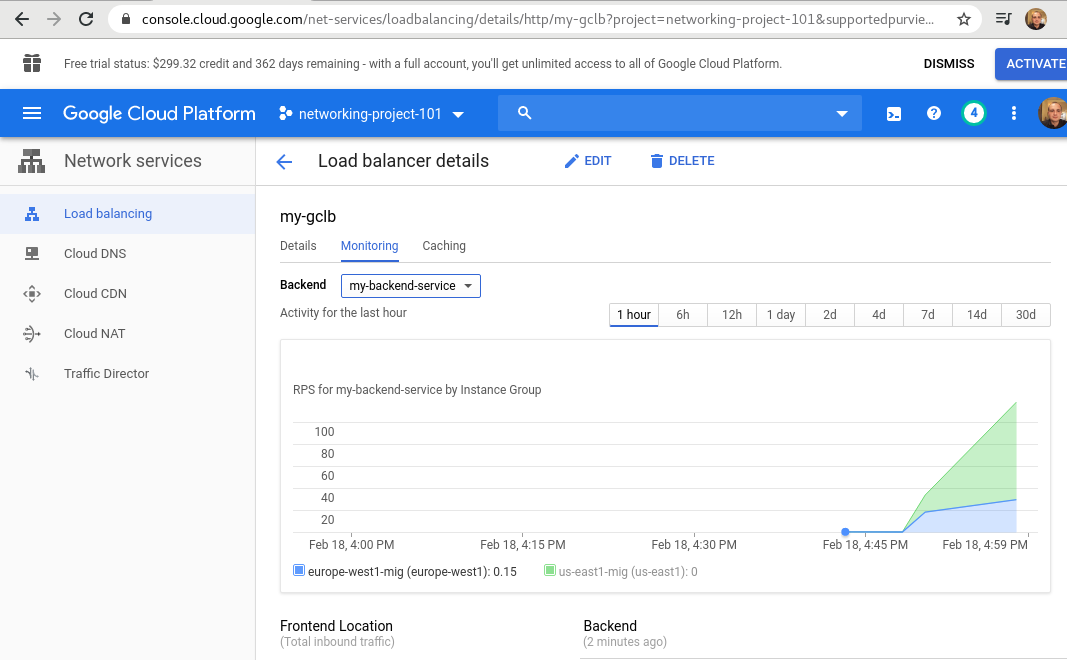 console.cloud.google.com/net-services/loadbalancing/details/http/my-gclb?project=networking-project-101&supportedpurvie...
Free trial status: $299.32 credit and 362 days remaining - with a full account, you'll get unlimited access to all of Google Cloud Platform.
DISMISS
ACTIVATE
Google Cloud Platform
networking-project-101
4
Network services
Load balancer details
EDIT
DELETE
Load balancing
Cloud DNS
Cloud CDN
Cloud NAT
Traffic Director
my-gclb
Details
Monitoring
Caching
Backend
my-backend-service
Activity for the last hour
1 hour
6h
12h
1 day
2d
4d
7d
14d
30d
RPS for my-backend-service by Instance Group
100
80
60
40
20
Feb 18, 4:00 PM
Feb 18, 4:15 PM
Feb 18, 4:30 PM
Feb 18, 4:45 PM
Feb 18, 4:59 PM
europe-west1-mig (europe-west1): 0.15
us-east1-mig (us-east1): 0
Frontend Location
(Total inbound traffic)
Backend
(2 minutes ago)